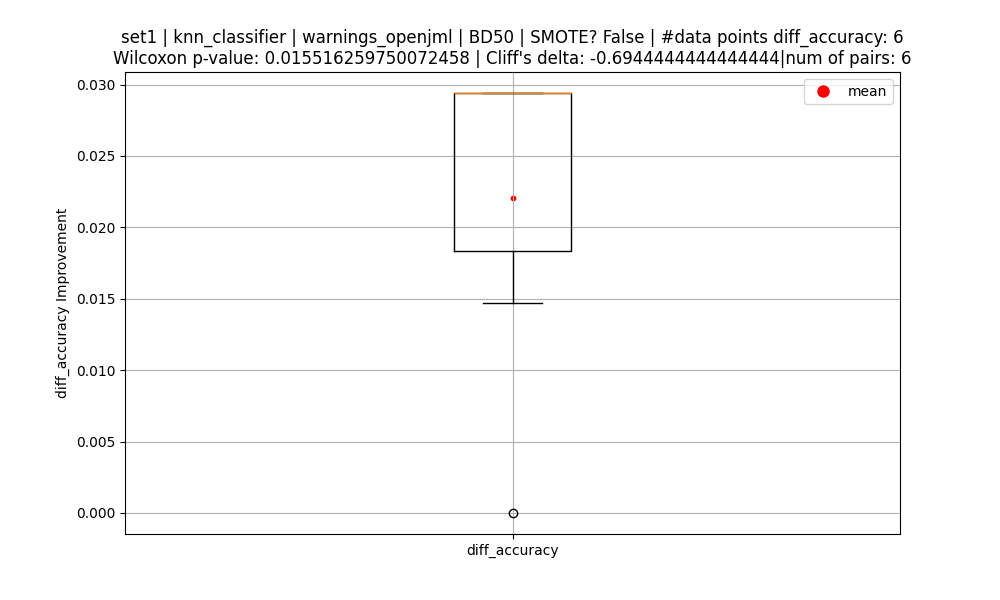 set1 | knn_classifier | warnings_openjml | BD50 | SMOTE? False | #data points diff_accuracy: 6
Wilcoxon p-value: 0.015516259750072458 | Cliff's delta: -0.6944444444444444|num of pairs: 6
mean
0.030
0.025
0.020
0.015
0.010
0.005
0.000
diff_accuracy Improvement
diff_accuracy